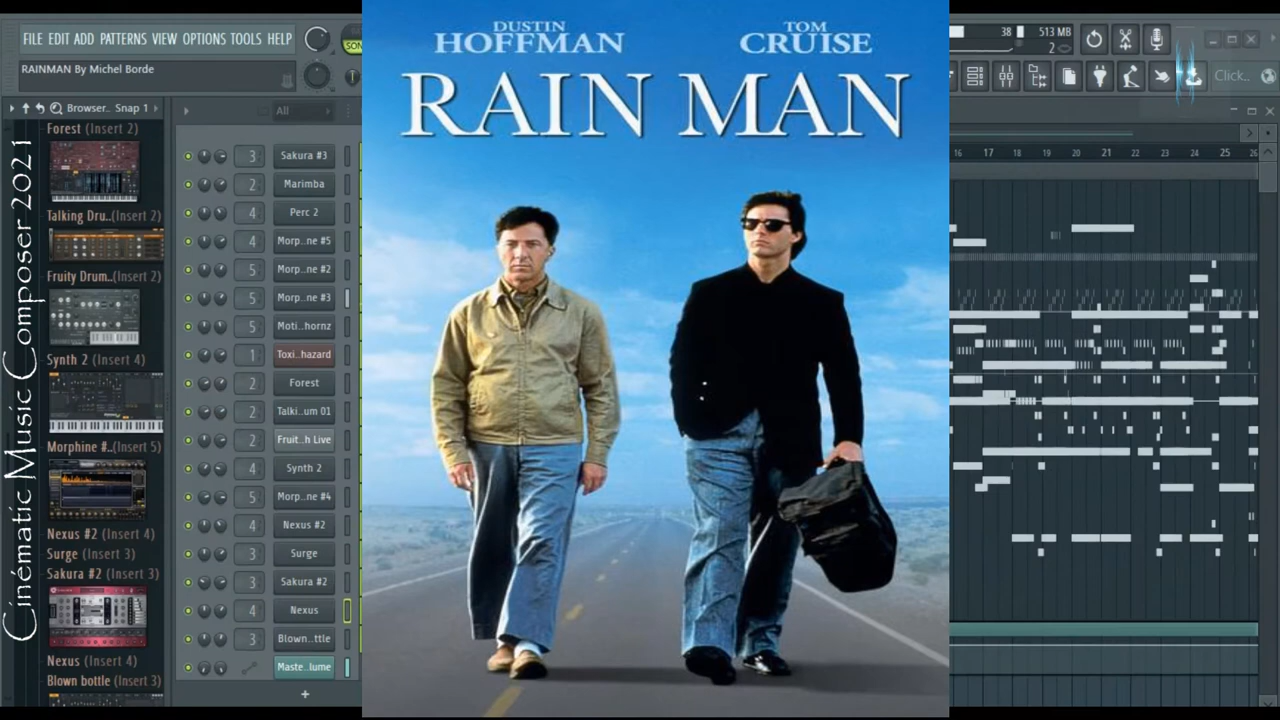 FILE EDIT ADD PATTERNS VIEW OPTIONS TOOLS HELP
RAINMAN By Michel Borde
Browser.. Snap 1
Forest (Insert 2)
Talking Dru..(Insert 2)
Fruity Drum..(Insert 2)
Synth 2 (Insert 4)
Morphine #..(Insert 5)
Nexus #2 (Insert 4)
Surge (Insert 3)
Sakura #2 (Insert 3)
Nexus (Insert 4)
Blown bottle (Insert 3)
Cinématic Music Composer 2021
SON
All
3 Sakura #3
2 Marimba
4 Perc 2
4 Morp..ne #5
5 Morp..ne #2
5 Morp..ne #3
5 Moti..hornz
1 Toxi..hazard
2 Forest
2 Talki..um 01
2 Fruit..h Live
4 Synth 2
5 Morp..ne #4
4 Nexus #2
3 Surge
3 Sakura #2
4 Nexus
3 Blown..ttle
Maste..lume
+
DUSTIN
HOFFMAN
TOM
CRUISE
RAIN MAN
38
513 MB
2
Click..
16 17 18 19 20 21 22 23 24 25 26